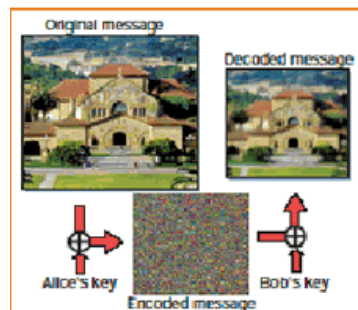 Original message
Decoded message
Alice's key
Bob's key
Encoded message